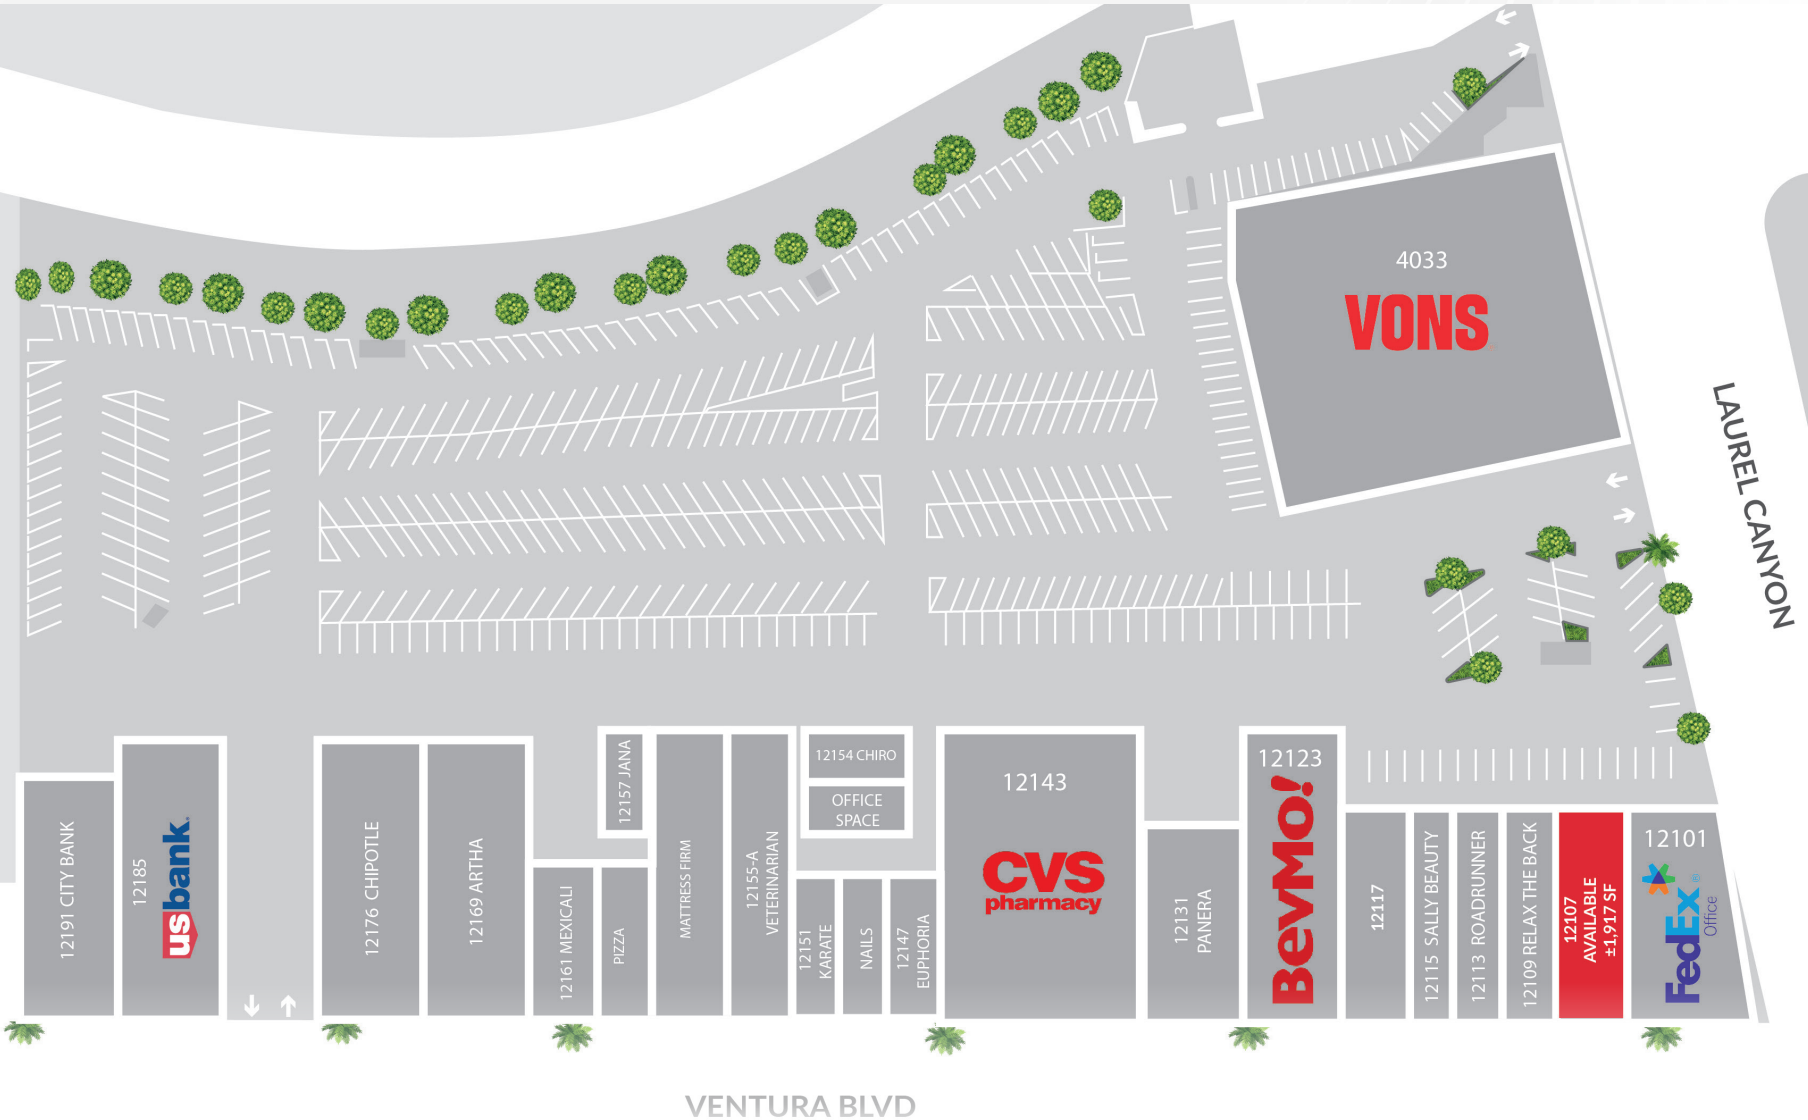 4033
VONS
LAUREL CANYON
12191 CITY BANK
12185
usbank.
12176 CHIPOTLE
12169 ARTHA
12161 MEXICALI
PIZZA
12157 JANA
MATTRESS FIRM
12155-A
VETERINARIAN
12154 CHIRO
OFFICE
SPACE
12151
KARATE
NAILS
12147
EUPHORIA
12143
CVS
pharmacy
12131
PANERA
12123
BevMo!
12117
12115 SALLY BEAUTY
12113 ROADRUNNER
12109 RELAX THE BACK
12107
AVAILABLE
±1,917 SF
12101
FedEx®
Office
VENTURA BLVD